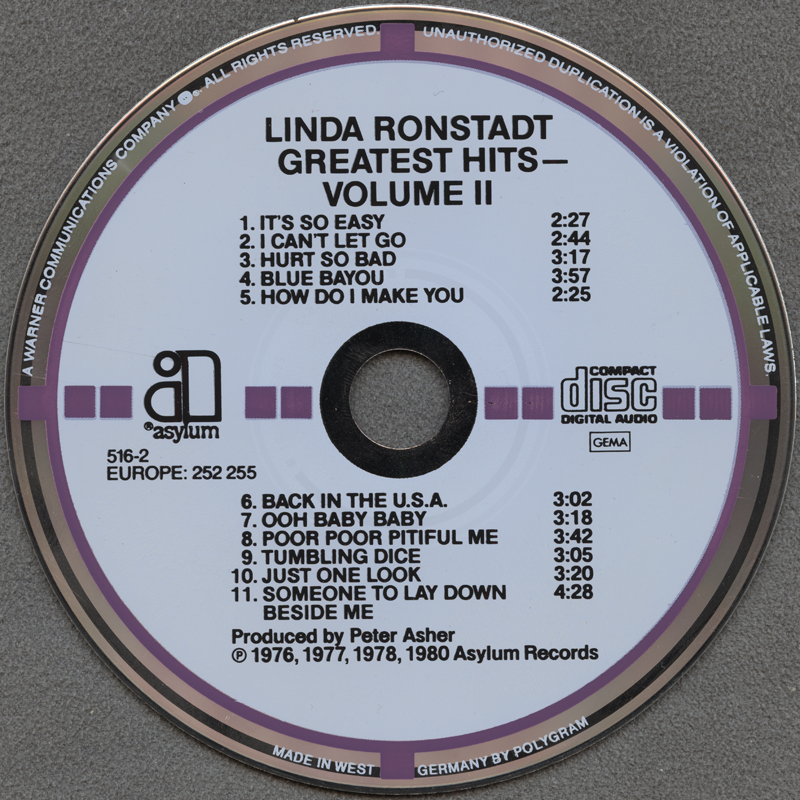 A WARNER COMMUNICATIONS COMPANY ®. ALL RIGHTS RESERVED.
UNAUTHORIZED DUPLICATION IS A VIOLATION OF APPLICABLE LAWS.
LINDA RONSTADT
GREATEST HITS—
VOLUME II
1. IT'S SO EASY 2:27
2. I CAN'T LET GO 2:44
3. HURT SO BAD 3:17
4. BLUE BAYOU 3:57
5. HOW DO I MAKE YOU 2:25
®asylum
COMPACT
disc
DIGITAL AUDIO
GEMA
516-2
EUROPE: 252 255
6. BACK IN THE U.S.A. 3:02
7. OOH BABY BABY 3:18
8. POOR POOR PITIFUL ME 3:42
9. TUMBLING DICE 3:05
10. JUST ONE LOOK 3:20
11. SOMEONE TO LAY DOWN 4:28
BESIDE ME
Produced by Peter Asher
℗ 1976, 1977, 1978, 1980 Asylum Records
MADE IN WEST GERMANY BY POLYGRAM